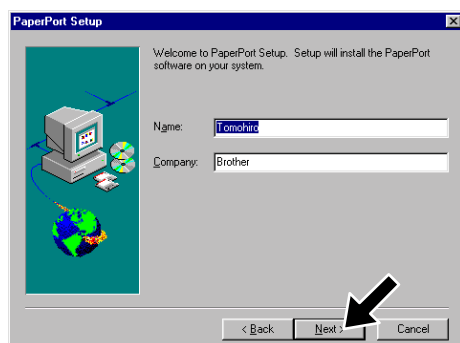 PaperPort Setup
Welcome to PaperPort Setup. Setup will install the PaperPort
software on your system.
Name: Tomohiro
Company: Brother
< Back Next > Cancel